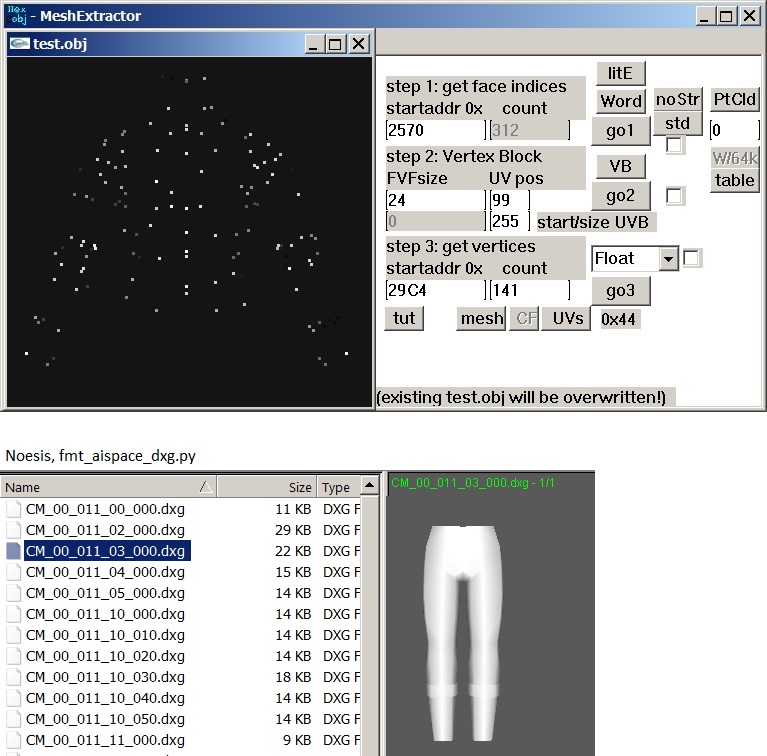 Hex obj - MeshExtractor
test.obj
step 1: get face indices
startaddr 0x count
2570 312
litE
Word
go1
noStr
std
PtCld
0
W/64k
table
step 2: Vertex Block
FVFsize UV pos
24 99
0 255 start/size UVB
VB
go2
step 3: get vertices
startaddr 0x count
29C4 141
Float
go3
tut mesh CF UVs 0x44
(existing test.obj will be overwritten!)
Noesis, fmt_aispace_dxg.py
Name Size Type
CM_00_011_00_000.dxg 11 KB DXG F
CM_00_011_02_000.dxg 29 KB DXG F
CM_00_011_03_000.dxg 22 KB DXG F
CM_00_011_04_000.dxg 15 KB DXG F
CM_00_011_05_000.dxg 14 KB DXG F
CM_00_011_10_000.dxg 14 KB DXG F
CM_00_011_10_010.dxg 14 KB DXG F
CM_00_011_10_020.dxg 14 KB DXG F
CM_00_011_10_030.dxg 18 KB DXG F
CM_00_011_10_040.dxg 14 KB DXG F
CM_00_011_10_050.dxg 14 KB DXG F
CM_00_011_11_000.dxg 9 KB DXG F
CM_00_011_03_000.dxg - 1/1